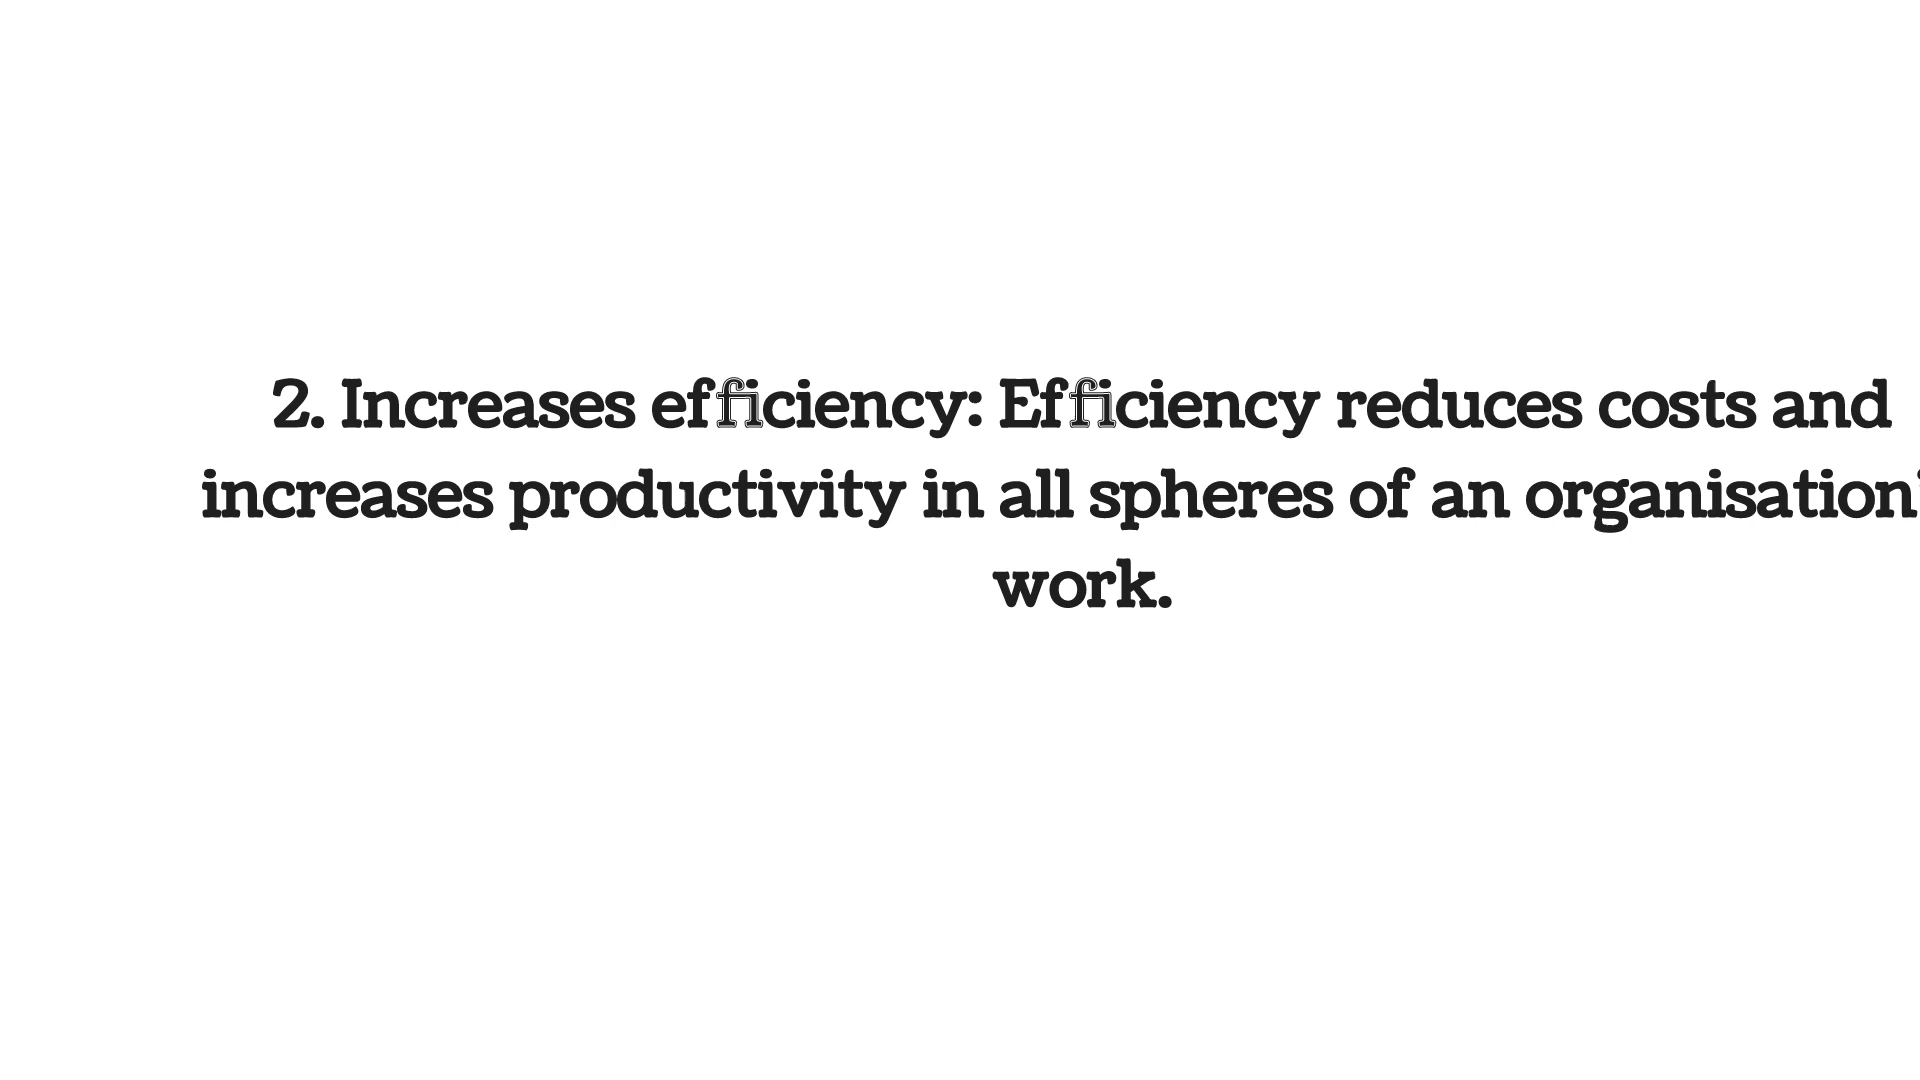 2. Increases efficiency: Efficiency reduces costs and
increases productivity in all spheres of an organisation'
work.